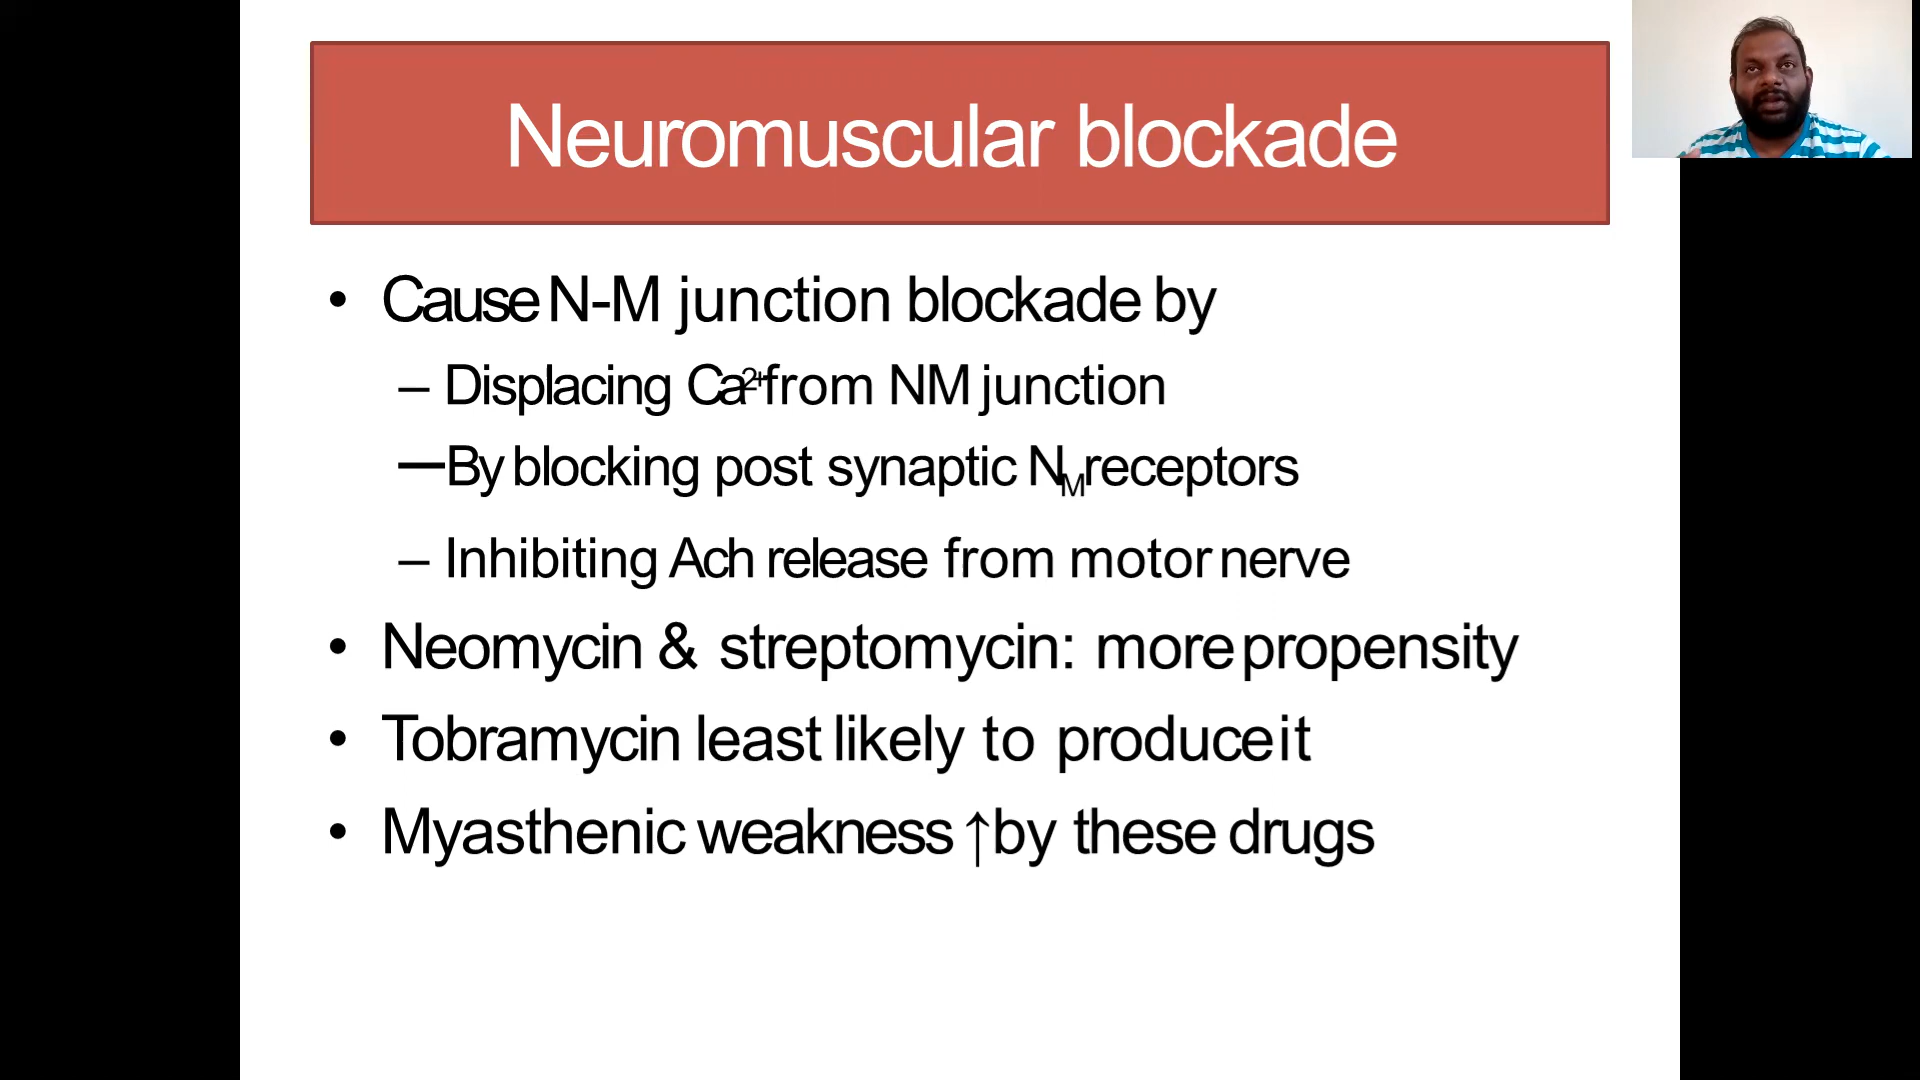 Neuromuscular blockade
• Cause N-M junction blockade by
– Displacing Ca2+ from NM junction
– By blocking post synaptic NM receptors
– Inhibiting Ach release from motor nerve
• Neomycin & streptomycin: more propensity
• Tobramycin least likely to produce it
• Myasthenic weakness ↑by these drugs